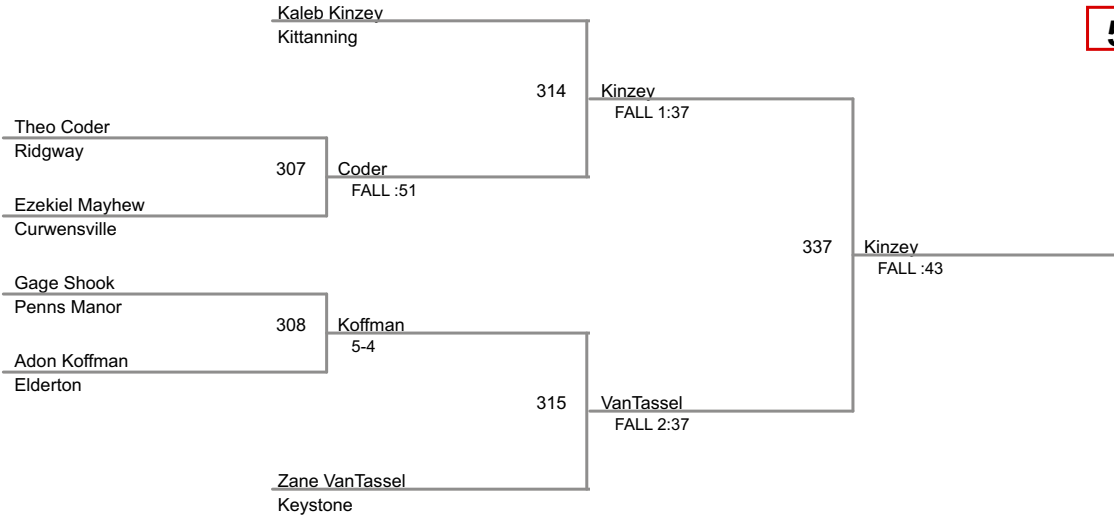 Kaleb Kinzey
Kittanning
5
314
Kinzey
FALL 1:37
Theo Coder
Ridgway
307
Coder
FALL :51
Ezekiel Mayhew
Curwensville
337
Kinzey
FALL :43
Gage Shook
Penns Manor
308
Koffman
5-4
Adon Koffman
Elderton
315
VanTassel
FALL 2:37
Zane VanTassel
Keystone